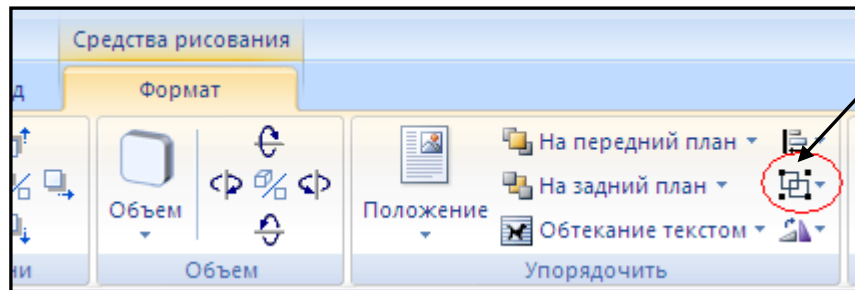 Средства рисования
д
Формат
На передний план
На задний план
Объем
Положение
Обтекание текстом
ни
Объем
Упорядочить